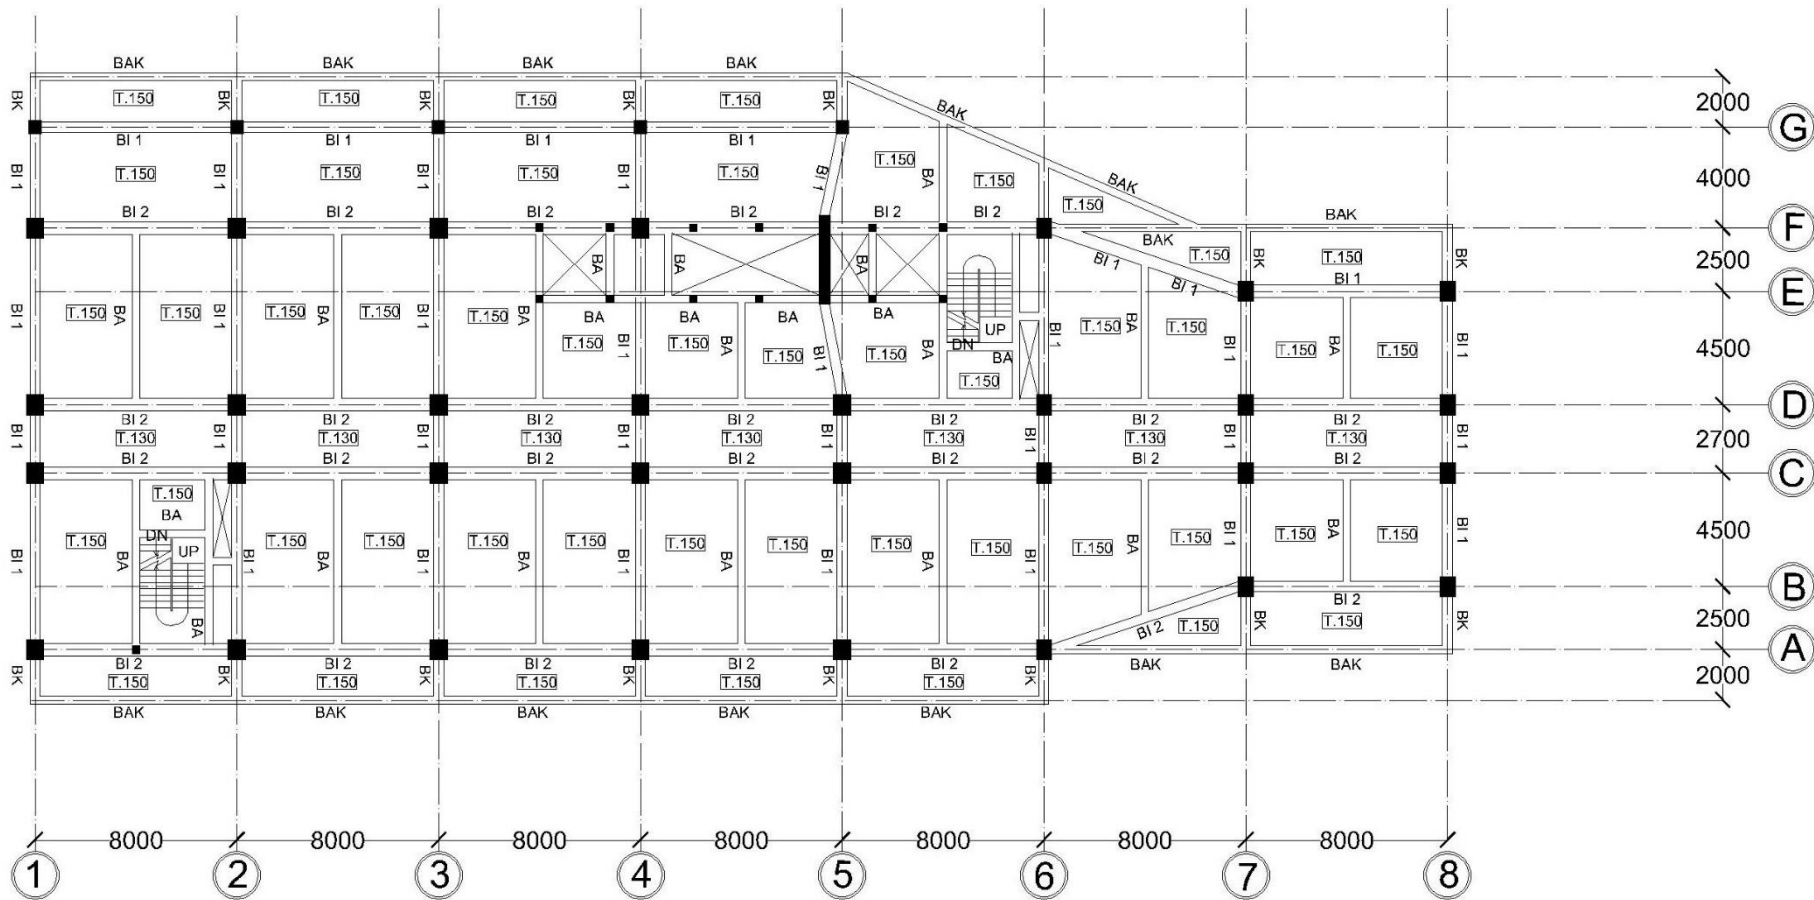 BAK BAK BAK BAK
BK BK BK BK BK
T.150 T.150 T.150 T.150 BAK 2000
G
BI 1 BI 1 BI 1 BI 1
BI 1 T.150 BI 1 T.150 BI 1 T.150 BI 1 T.150 BI 1 T.150 BA T.150 BAK 4000
T.150
BI 2 BI 2 BI 2 BI 2 BI 2 BI 2 BAK
F
BAK
BA BA BA BI 1 T.150 BK T.150 BK 2500
BI 1 BI 1
E
BI 1 T.150 BA T.150 BI 1 T.150 BA T.150 BI 1 T.150 BA BA BA BA BA
T.150 BI 1 T.150 BA T.150 BI 1 T.150 BA UP BI 1 T.150 BA T.150 BI 1 T.150 BA T.150 BI 1 4500
DN BA
T.150
D
BI 2 BI 2 BI 2 BI 2 BI 2 BI 2 BI 2
BI 1 T.130 BI 1 T.130 BI 1 T.130 BI 1 T.130 BI 1 T.130 BI 1 T.130 BI 1 T.130 BI 1 2700
BI 2 BI 2 BI 2 BI 2 BI 2 BI 2 BI 2
C
T.150
BA
DN
UP
BI 1 T.150 BA BI 1 T.150 BA T.150 BI 1 T.150 BA T.150 BI 1 T.150 BA T.150 BI 1 T.150 BA T.150 BI 1 T.150 BA T.150 BI 1 T.150 BA T.150 BI 1 4500
B
BA BI 2 T.150 BK BI 2 T.150 BK 2500
A
BI 2 BI 2 BI 2 BI 2 BI 2 BAK BAK
BK T.150 BK T.150 BK T.150 BK T.150 BK T.150 BK 2000
BAK BAK BAK BAK BAK
8000 8000 8000 8000 8000 8000 8000
1 2 3 4 5 6 7 8